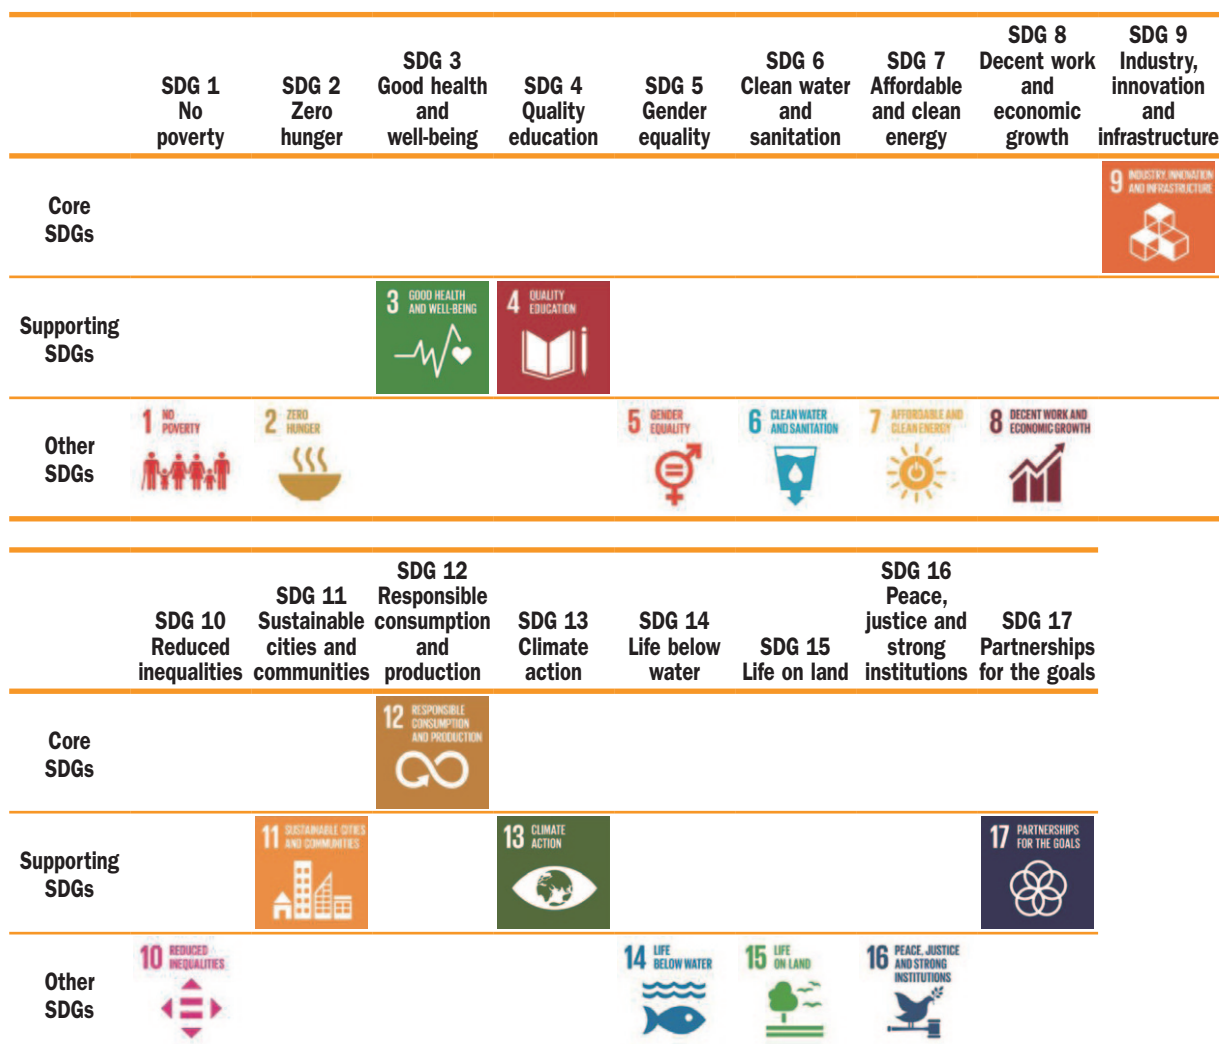 SDG 1
No
poverty
SDG 2
Zero
hunger
SDG 3
Good health
and
well-being
SDG 4
Quality
education
SDG 5
Gender
equality
SDG 6
Clean water
and
sanitation
SDG 7
Affordable
and clean
energy
SDG 8
Decent work
and
economic
growth
SDG 9
Industry,
innovation
and
infrastructure
Core
SDGs
9 INDUSTRY, INNOVATION
AND INFRASTRUCTURE
Supporting
SDGs
3 GOOD HEALTH
AND WELL-BEING
4 QUALITY
EDUCATION
Other
SDGs
1 NO
POVERTY
2 ZERO
HUNGER
5 GENDER
EQUALITY
6 CLEAN WATER
AND SANITATION
7 AFFORDABLE AND
CLEAN ENERGY
8 DECENT WORK AND
ECONOMIC GROWTH
SDG 10
Reduced
inequalities
SDG 11
Sustainable
cities and
communities
SDG 12
Responsible
consumption
and
production
SDG 13
Climate
action
SDG 14
Life below
water
SDG 15
Life on land
SDG 16
Peace,
justice and
strong
institutions
SDG 17
Partnerships
for the goals
Core
SDGs
12 RESPONSIBLE
CONSUMPTION
AND PRODUCTION
Supporting
SDGs
11 SUSTAINABLE CITIES
AND COMMUNITIES
13 CLIMATE
ACTION
17 PARTNERSHIPS
FOR THE GOALS
Other
SDGs
10 REDUCED
INEQUALITIES
14 LIFE
BELOW WATER
15 LIFE
ON LAND
16 PEACE, JUSTICE
AND STRONG
INSTITUTIONS